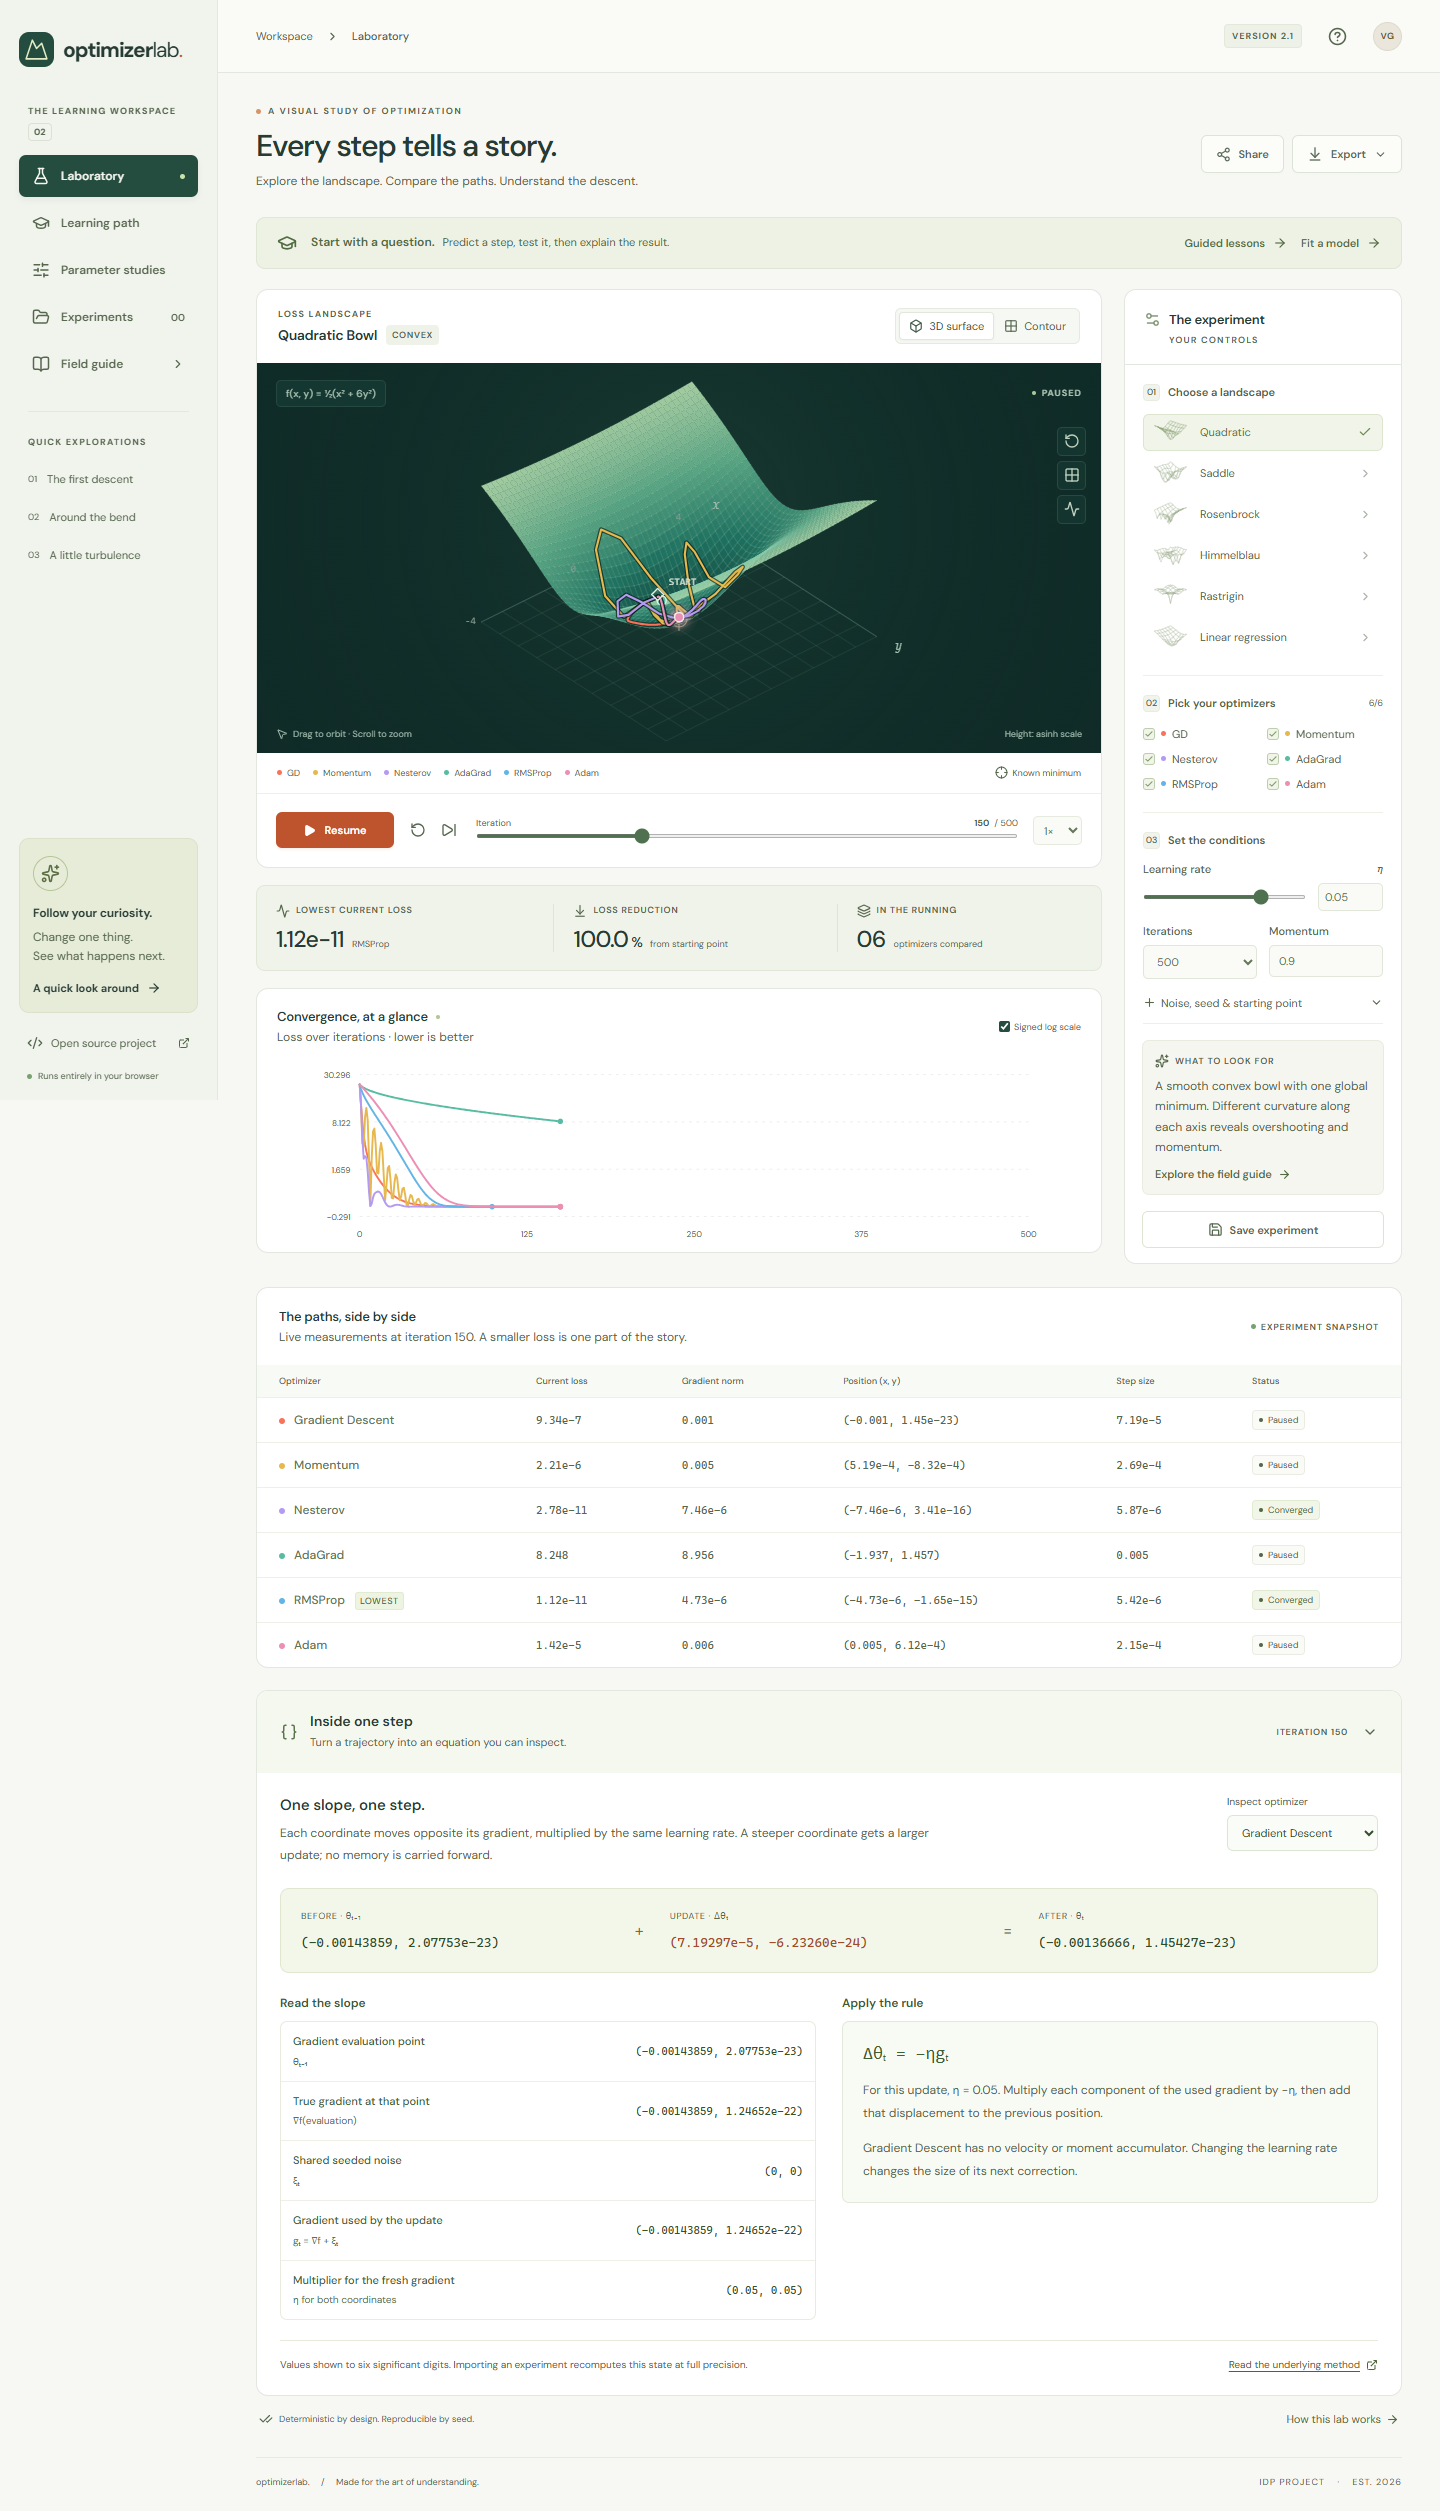 optimizerlab.
THE LEARNING WORKSPACE
02
Laboratory
Learning path
Parameter studies
Experiments 00
Field guide
QUICK EXPLORATIONS
01 The first descent
02 Around the bend
03 A little turbulence
Follow your curiosity.
Change one thing.
See what happens next.
A quick look around
Open source project
Runs entirely in your browser
Workspace Laboratory
VERSION 2.1
VG
A VISUAL STUDY OF OPTIMIZATION
Every step tells a story.
Explore the landscape. Compare the paths. Understand the descent.
Share
Export
Start with a question. Predict a step, test it, then explain the result.
Guided lessons
Fit a model
LOSS LANDSCAPE
Quadratic Bowl CONVEX
3D surface
Contour
f(x, y) = ½(x² + 6y²)
PAUSED
x
4
0
START
-4
y
Drag to orbit · Scroll to zoom
Height: asinh scale
GD Momentum Nesterov AdaGrad RMSProp Adam
Known minimum
Resume
Iteration
150 / 500
1×
LOWEST CURRENT LOSS
1.12e-11 RMSProp
LOSS REDUCTION
100.0 % from starting point
IN THE RUNNING
06 optimizers compared
Convergence, at a glance
Loss over iterations · lower is better
Signed log scale
30.296
8.122
1.659
-0.291
0 125 250 375 500
The experiment
YOUR CONTROLS
01 Choose a landscape
Quadratic
Saddle
Rosenbrock
Himmelblau
Rastrigin
Linear regression
02 Pick your optimizers 6/6
GD Momentum
Nesterov AdaGrad
RMSProp Adam
03 Set the conditions
Learning rate η
0.05
Iterations Momentum
500 0.9
Noise, seed & starting point
WHAT TO LOOK FOR
A smooth convex bowl with one global
minimum. Different curvature along
each axis reveals overshooting and
momentum.
Explore the field guide
Save experiment
The paths, side by side
Live measurements at iteration 150. A smaller loss is one part of the story.
EXPERIMENT SNAPSHOT
Optimizer Current loss Gradient norm Position (x, y) Step size Status
Gradient Descent 9.34e-7 0.001 (-0.001, 1.45e-23) 7.19e-5 Paused
Momentum 2.21e-6 0.005 (5.19e-4, -8.32e-4) 2.69e-4 Paused
Nesterov 2.78e-11 7.46e-6 (-7.46e-6, 3.41e-16) 5.87e-6 Converged
AdaGrad 8.248 8.956 (-1.937, 1.457) 0.005 Paused
RMSProp LOWEST 1.12e-11 4.73e-6 (-4.73e-6, -1.65e-15) 5.42e-6 Converged
Adam 1.42e-5 0.006 (0.005, 6.12e-4) 2.15e-4 Paused
{} Inside one step
Turn a trajectory into an equation you can inspect.
ITERATION 150
One slope, one step.
Each coordinate moves opposite its gradient, multiplied by the same learning rate. A steeper coordinate gets a larger
update; no memory is carried forward.
Inspect optimizer
Gradient Descent
BEFORE · θₜ₋₁
(-0.00143859, 2.07753e-23)
+
UPDATE · Δθₜ
(7.19297e-5, -6.23260e-24)
=
AFTER · θₜ
(-0.00136666, 1.45427e-23)
Read the slope
Gradient evaluation point
θₜ₋₁
(-0.00143859, 2.07753e-23)
True gradient at that point
∇f(evaluation)
(-0.00143859, 1.24652e-22)
Shared seeded noise
ξₜ
(0, 0)
Gradient used by the update
gₜ = ∇f + ξₜ
(-0.00143859, 1.24652e-22)
Multiplier for the fresh gradient
η for both coordinates
(0.05, 0.05)
Apply the rule
Δθₜ = −ηgₜ
For this update, η = 0.05. Multiply each component of the used gradient by −η, then add
that displacement to the previous position.
Gradient Descent has no velocity or moment accumulator. Changing the learning rate
changes the size of its next correction.
Values shown to six significant digits. Importing an experiment recomputes this state at full precision.
Read the underlying method
Deterministic by design. Reproducible by seed.
How this lab works
optimizerlab. / Made for the art of understanding.
IDP PROJECT · EST. 2026